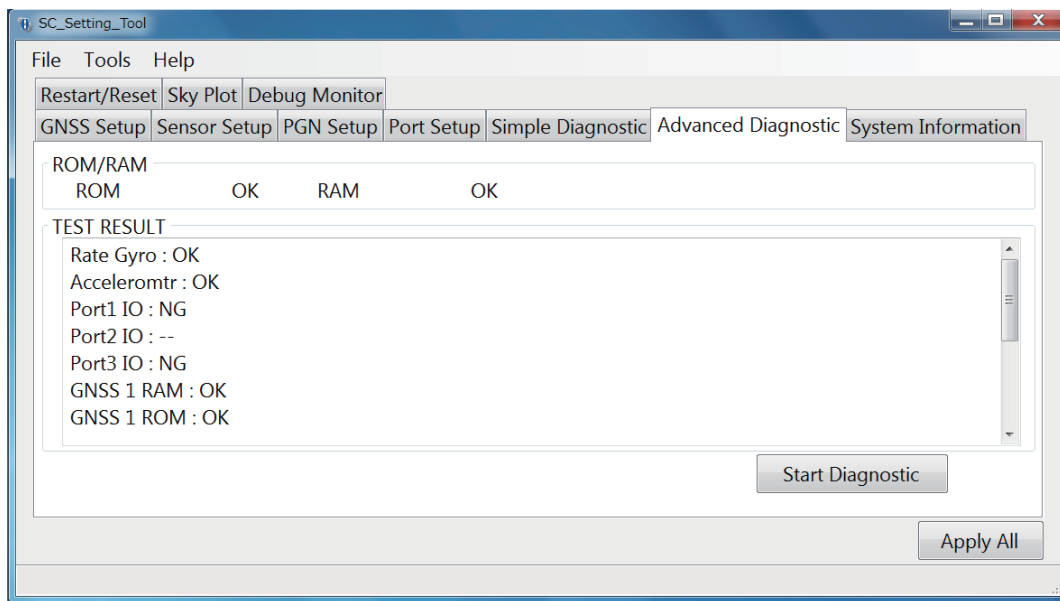 SC_Setting_Tool
File Tools Help
Restart/Reset Sky Plot Debug Monitor
GNSS Setup Sensor Setup PGN Setup Port Setup Simple Diagnostic Advanced Diagnostic System Information
ROM/RAM
ROM OK RAM OK
TEST RESULT
Rate Gyro : OK
Acceleromtr : OK
Port1 IO : NG
Port2 IO : --
Port3 IO : NG
GNSS 1 RAM : OK
GNSS 1 ROM : OK
Start Diagnostic
Apply All